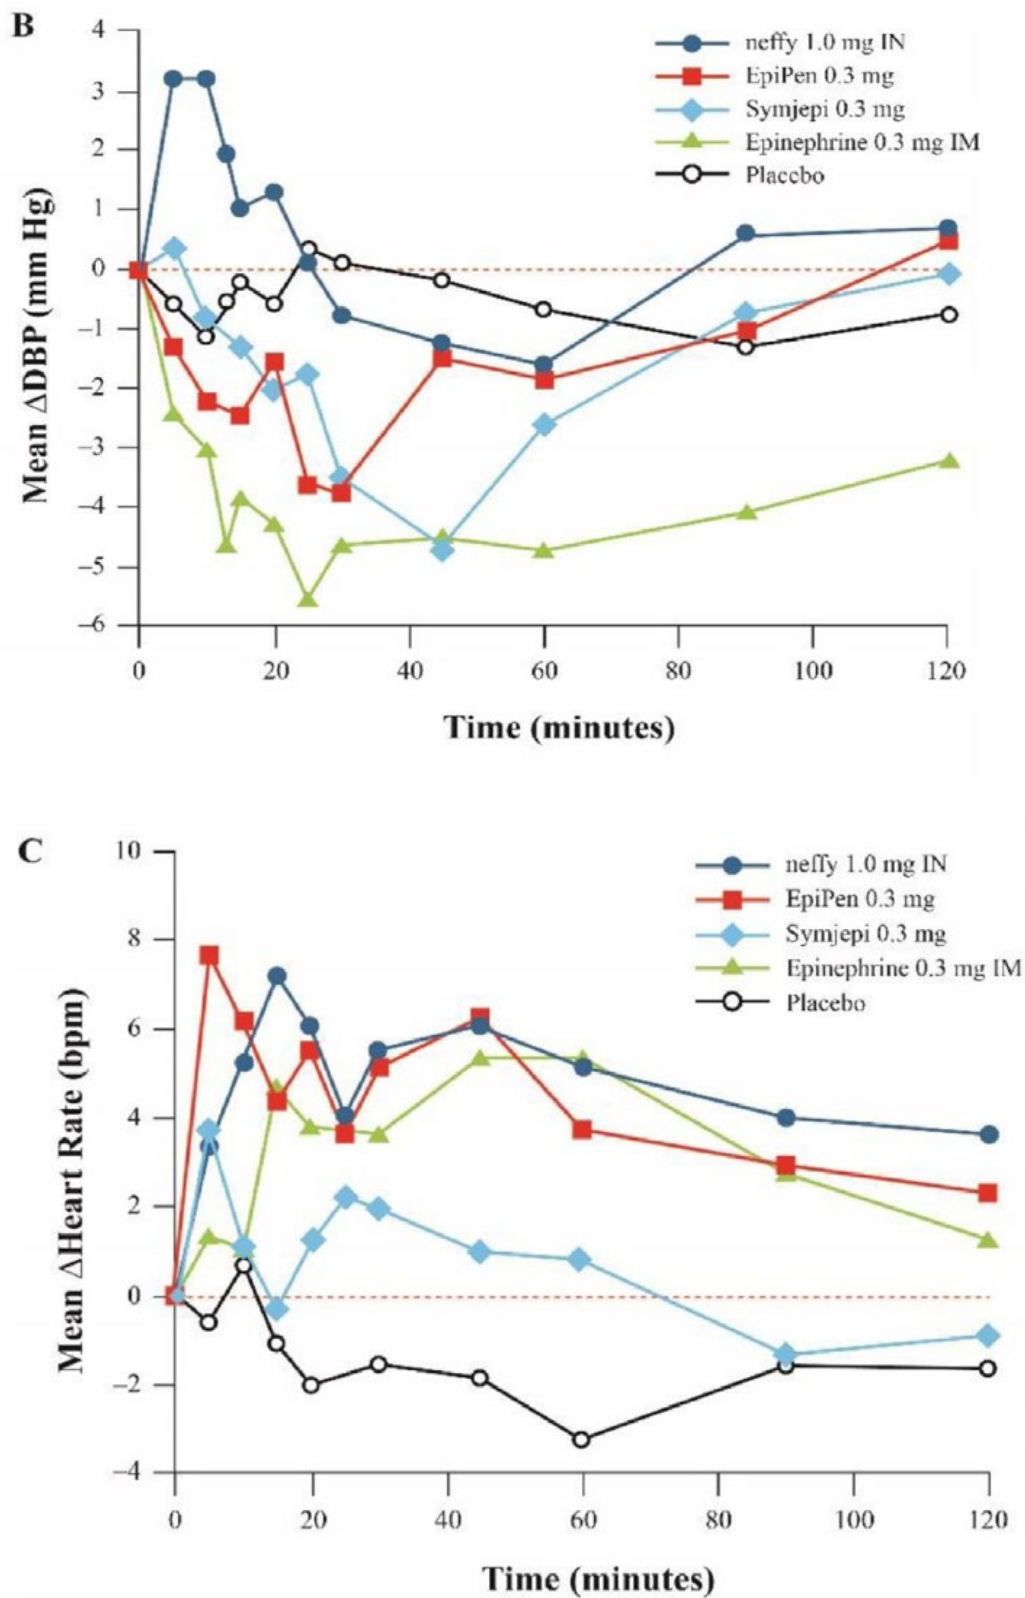 B
4
3
2
1
0
−1
−2
−3
−4
−5
−6
Mean ΔDBP (mm Hg)
neffy 1.0 mg IN
EpiPen 0.3 mg
Symjepi 0.3 mg
Epinephrine 0.3 mg IM
Placebo
0 20 40 60 80 100 120
Time (minutes)
C
10
8
6
4
2
0
−2
−4
Mean ΔHeart Rate (bpm)
neffy 1.0 mg IN
EpiPen 0.3 mg
Symjepi 0.3 mg
Epinephrine 0.3 mg IM
Placebo
0 20 40 60 80 100 120
Time (minutes)